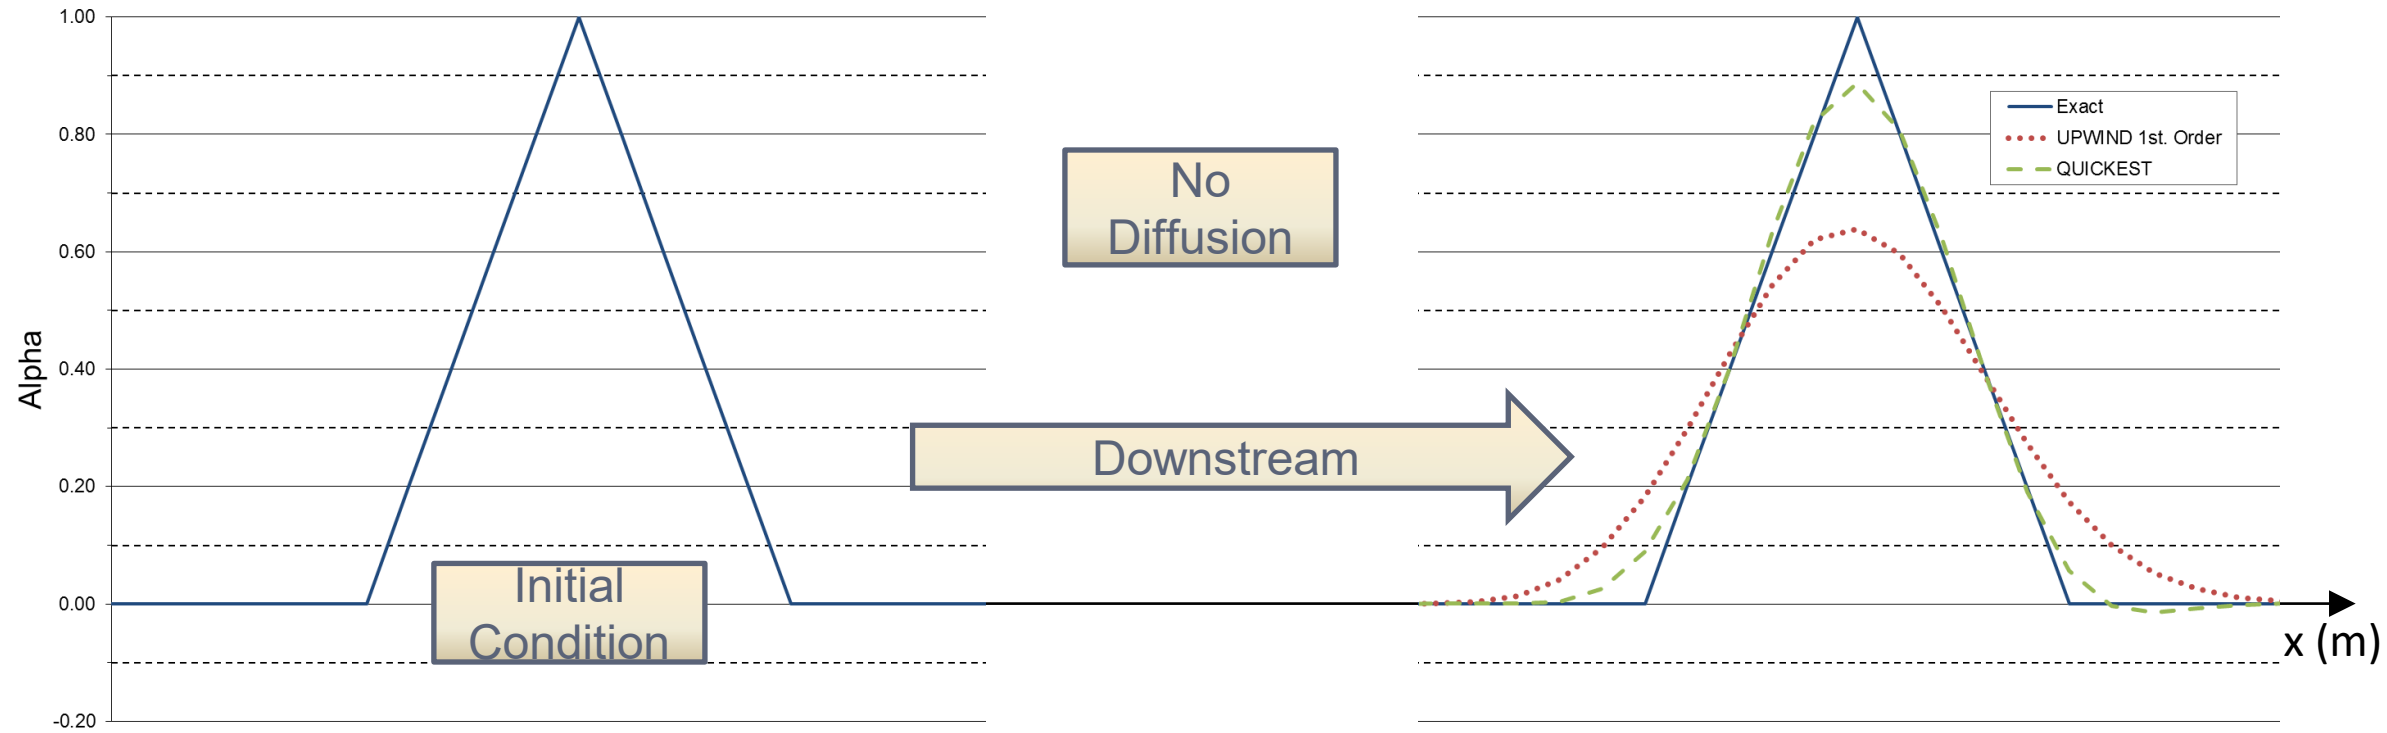 1.00
0.80
0.60
0.40
0.20
0.00
-0.20
Alpha
No
Diffusion
Downstream
Initial
Condition
Exact
UPWIND 1st. Order
QUICKEST
x (m)